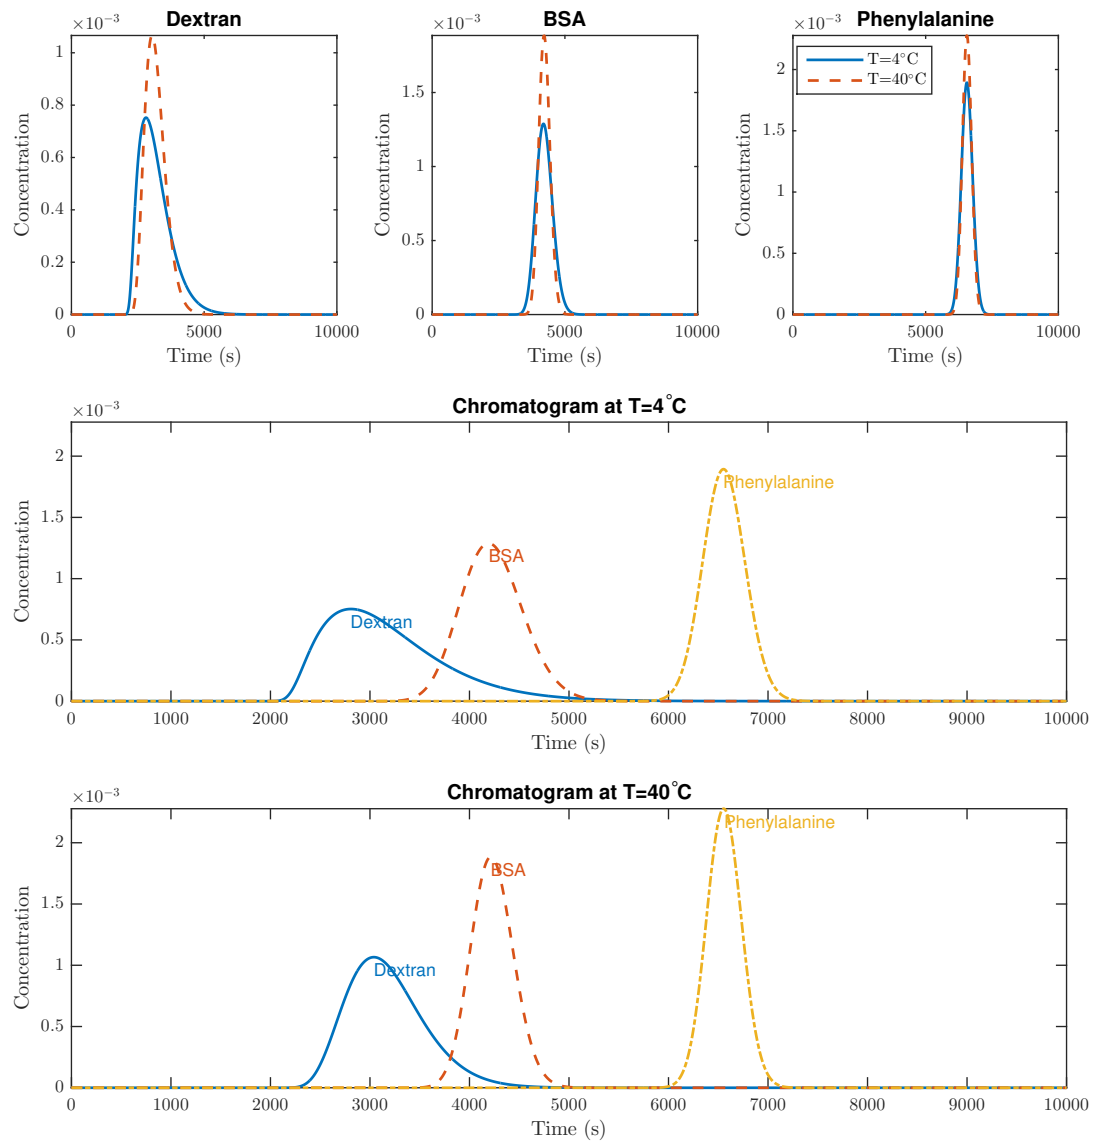 Dextran
×10⁻³
Concentration
1
0.8
0.6
0.4
0.2
0
0 5000 10000
Time (s)
BSA
×10⁻³
Concentration
1.5
1
0.5
0
0 5000 10000
Time (s)
Phenylalanine
×10⁻³
Concentration
2
1.5
1
0.5
0
T=4°C
T=40°C
0 5000 10000
Time (s)
Chromatogram at T=4°C
×10⁻³
Concentration
2
1.5
1
0.5
0
Phenylalanine
BSA
Dextran
0 1000 2000 3000 4000 5000 6000 7000 8000 9000 10000
Time (s)
Chromatogram at T=40°C
×10⁻³
Concentration
2
1.5
1
0.5
0
Phenylalanine
BSA
Dextran
0 1000 2000 3000 4000 5000 6000 7000 8000 9000 10000
Time (s)